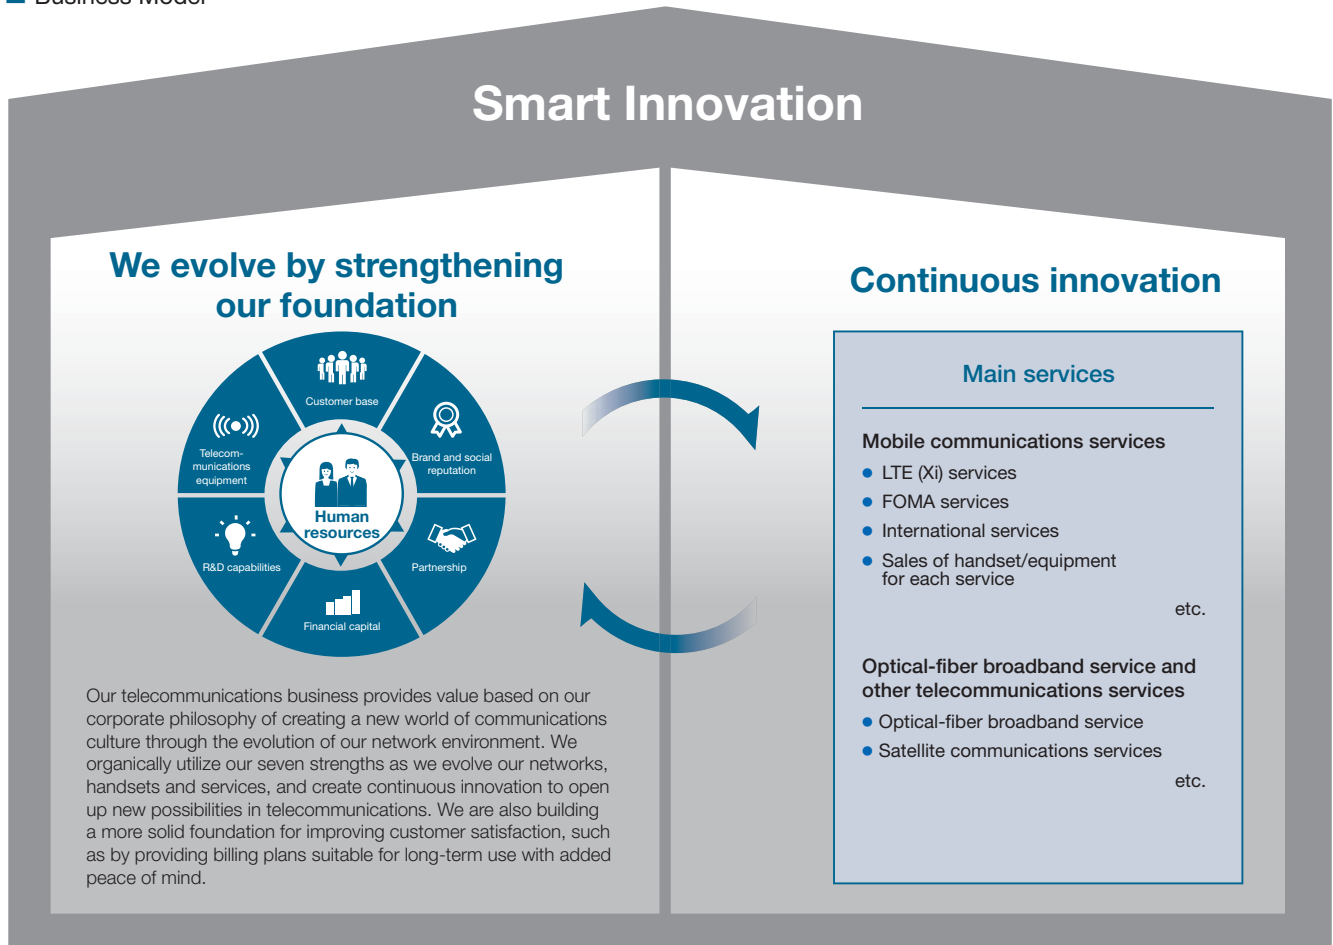 Business Model
Smart Innovation
We evolve by strengthening
our foundation
Customer base
Brand and social
reputation
Partnership
Financial capital
R&D capabilities
Telecom-
munications
equipment
Human
resources
Our telecommunications business provides value based on our
corporate philosophy of creating a new world of communications
culture through the evolution of our network environment. We
organically utilize our seven strengths as we evolve our networks,
handsets and services, and create continuous innovation to open
up new possibilities in telecommunications. We are also building
a more solid foundation for improving customer satisfaction, such
as by providing billing plans suitable for long-term use with added
peace of mind.
Continuous innovation
Main services
Mobile communications services
● LTE (Xi) services
● FOMA services
● International services
● Sales of handset/equipment
for each service
etc.
Optical-fiber broadband service and
other telecommunications services
● Optical-fiber broadband service
● Satellite communications services
etc.